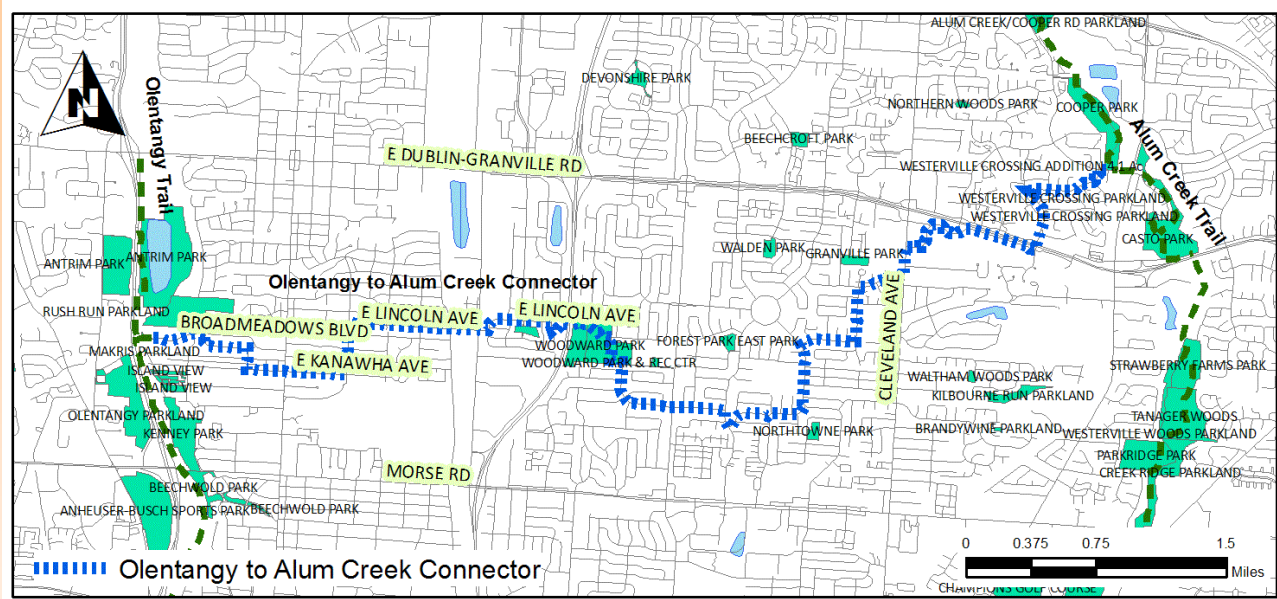 ALUM CREEK/COOPER RD PARKLAND
N
Olentangy Trail
DEVONSHIRE PARK
NORTHERN WOODS PARK
COOPER PARK
Alum Creek Trail
BEECHCROFT PARK
E DUBLIN-GRANVILLE RD
WESTERVILLE CROSSING ADDITION 4.1 Ac
WESTERVILLE CROSSING PARKLAND
WESTERVILLE CROSSING PARKLAND
CASTO PARK
WALDEN PARK
GRANVILLE PARK
ANTRIM PARK
ANTRIM PARK
Olentangy to Alum Creek Connector
RUSH RUN PARKLAND
BROADMEADOWS BLVD
E LINCOLN AVE
E LINCOLN AVE
CLEVELAND AVE
MAKRIS PARKLAND
WOODWARD PARK
FOREST PARK EAST PARK
E KANAWHA AVE
WOODWARD PARK & REC CTR
ISLAND VIEW
ISLAND VIEW
STRAWBERRY FARMS PARK
WALTHAM WOODS PARK
KILBOURNE RUN PARKLAND
OLENTANGY PARKLAND
KENNEY PARK
NORTHTOWNE PARK
BRANDYWINE PARKLAND
TANAGER WOODS
WESTERVILLE WOODS PARKLAND
PARKRIDGE PARK
CREEK RIDGE PARKLAND
MORSE RD
BEECHWOLD PARK
ANHEUSER-BUSCH SPORTS PARK
BEECHWOLD PARK
0 0.375 0.75 1.5
Miles
Olentangy to Alum Creek Connector
CHAMPIONS GOLF COURSE